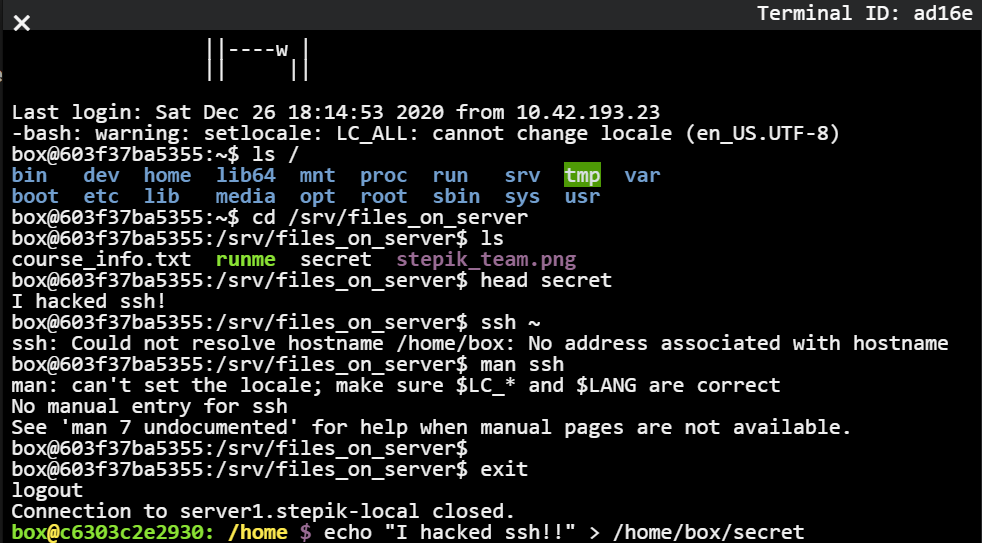 Terminal ID: ad16e
×
||----w |
||     ||
Last login: Sat Dec 26 18:14:53 2020 from 10.42.193.23
-bash: warning: setlocale: LC_ALL: cannot change locale (en_US.UTF-8)
box@603f37ba5355:~$ ls /
bin   dev  home  lib64  mnt  proc  run   srv  tmp  var
boot  etc  lib   media  opt  root  sbin  sys  usr
box@603f37ba5355:~$ cd /srv/files_on_server
box@603f37ba5355:/srv/files_on_server$ ls
course_info.txt  runme  secret  stepik_team.png
box@603f37ba5355:/srv/files_on_server$ head secret
I hacked ssh!
box@603f37ba5355:/srv/files_on_server$ ssh ~
ssh: Could not resolve hostname /home/box: No address associated with hostname
box@603f37ba5355:/srv/files_on_server$ man ssh
man: can't set the locale; make sure $LC_* and $LANG are correct
No manual entry for ssh
See 'man 7 undocumented' for help when manual pages are not available.
box@603f37ba5355:/srv/files_on_server$
box@603f37ba5355:/srv/files_on_server$ exit
logout
Connection to server1.stepik-local closed.
box@c6303c2e2930: /home $ echo "I hacked ssh!!" > /home/box/secret